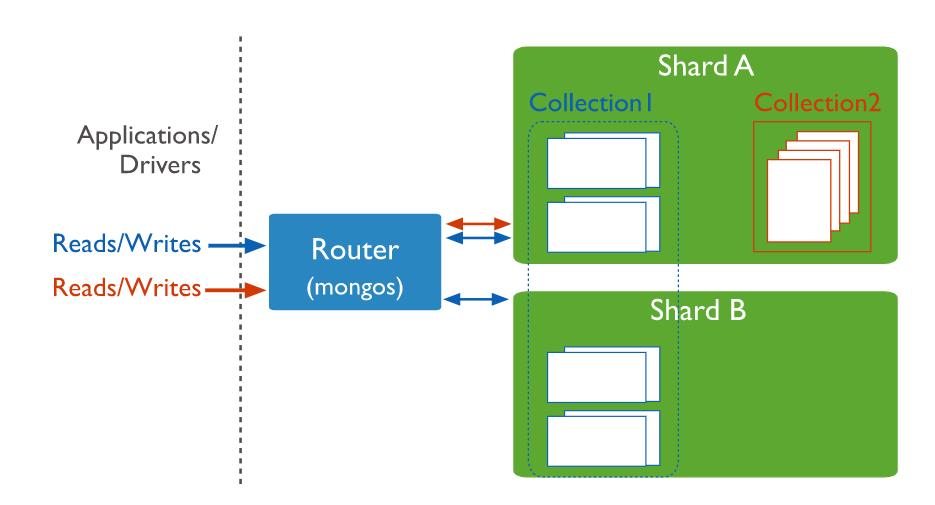 Applications/
Drivers
Reads/Writes
Reads/Writes
Router
(mongos)
Shard A
Collection1
Collection2
Shard B